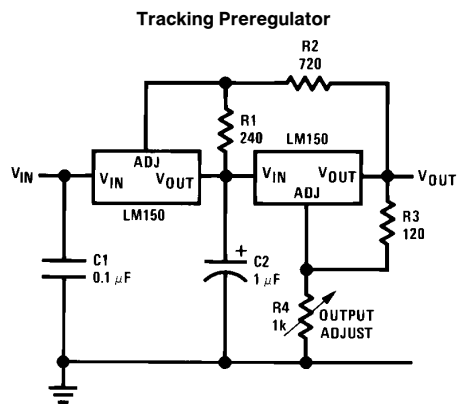 Tracking Preregulator
R2
720
R1
240
LM150
VIN
ADJ
VIN VOUT
LM150
VIN VOUT
ADJ
VOUT
R3
120
C1
0.1 μF
+
C2
1 μF
R4
1k
OUTPUT
ADJUST